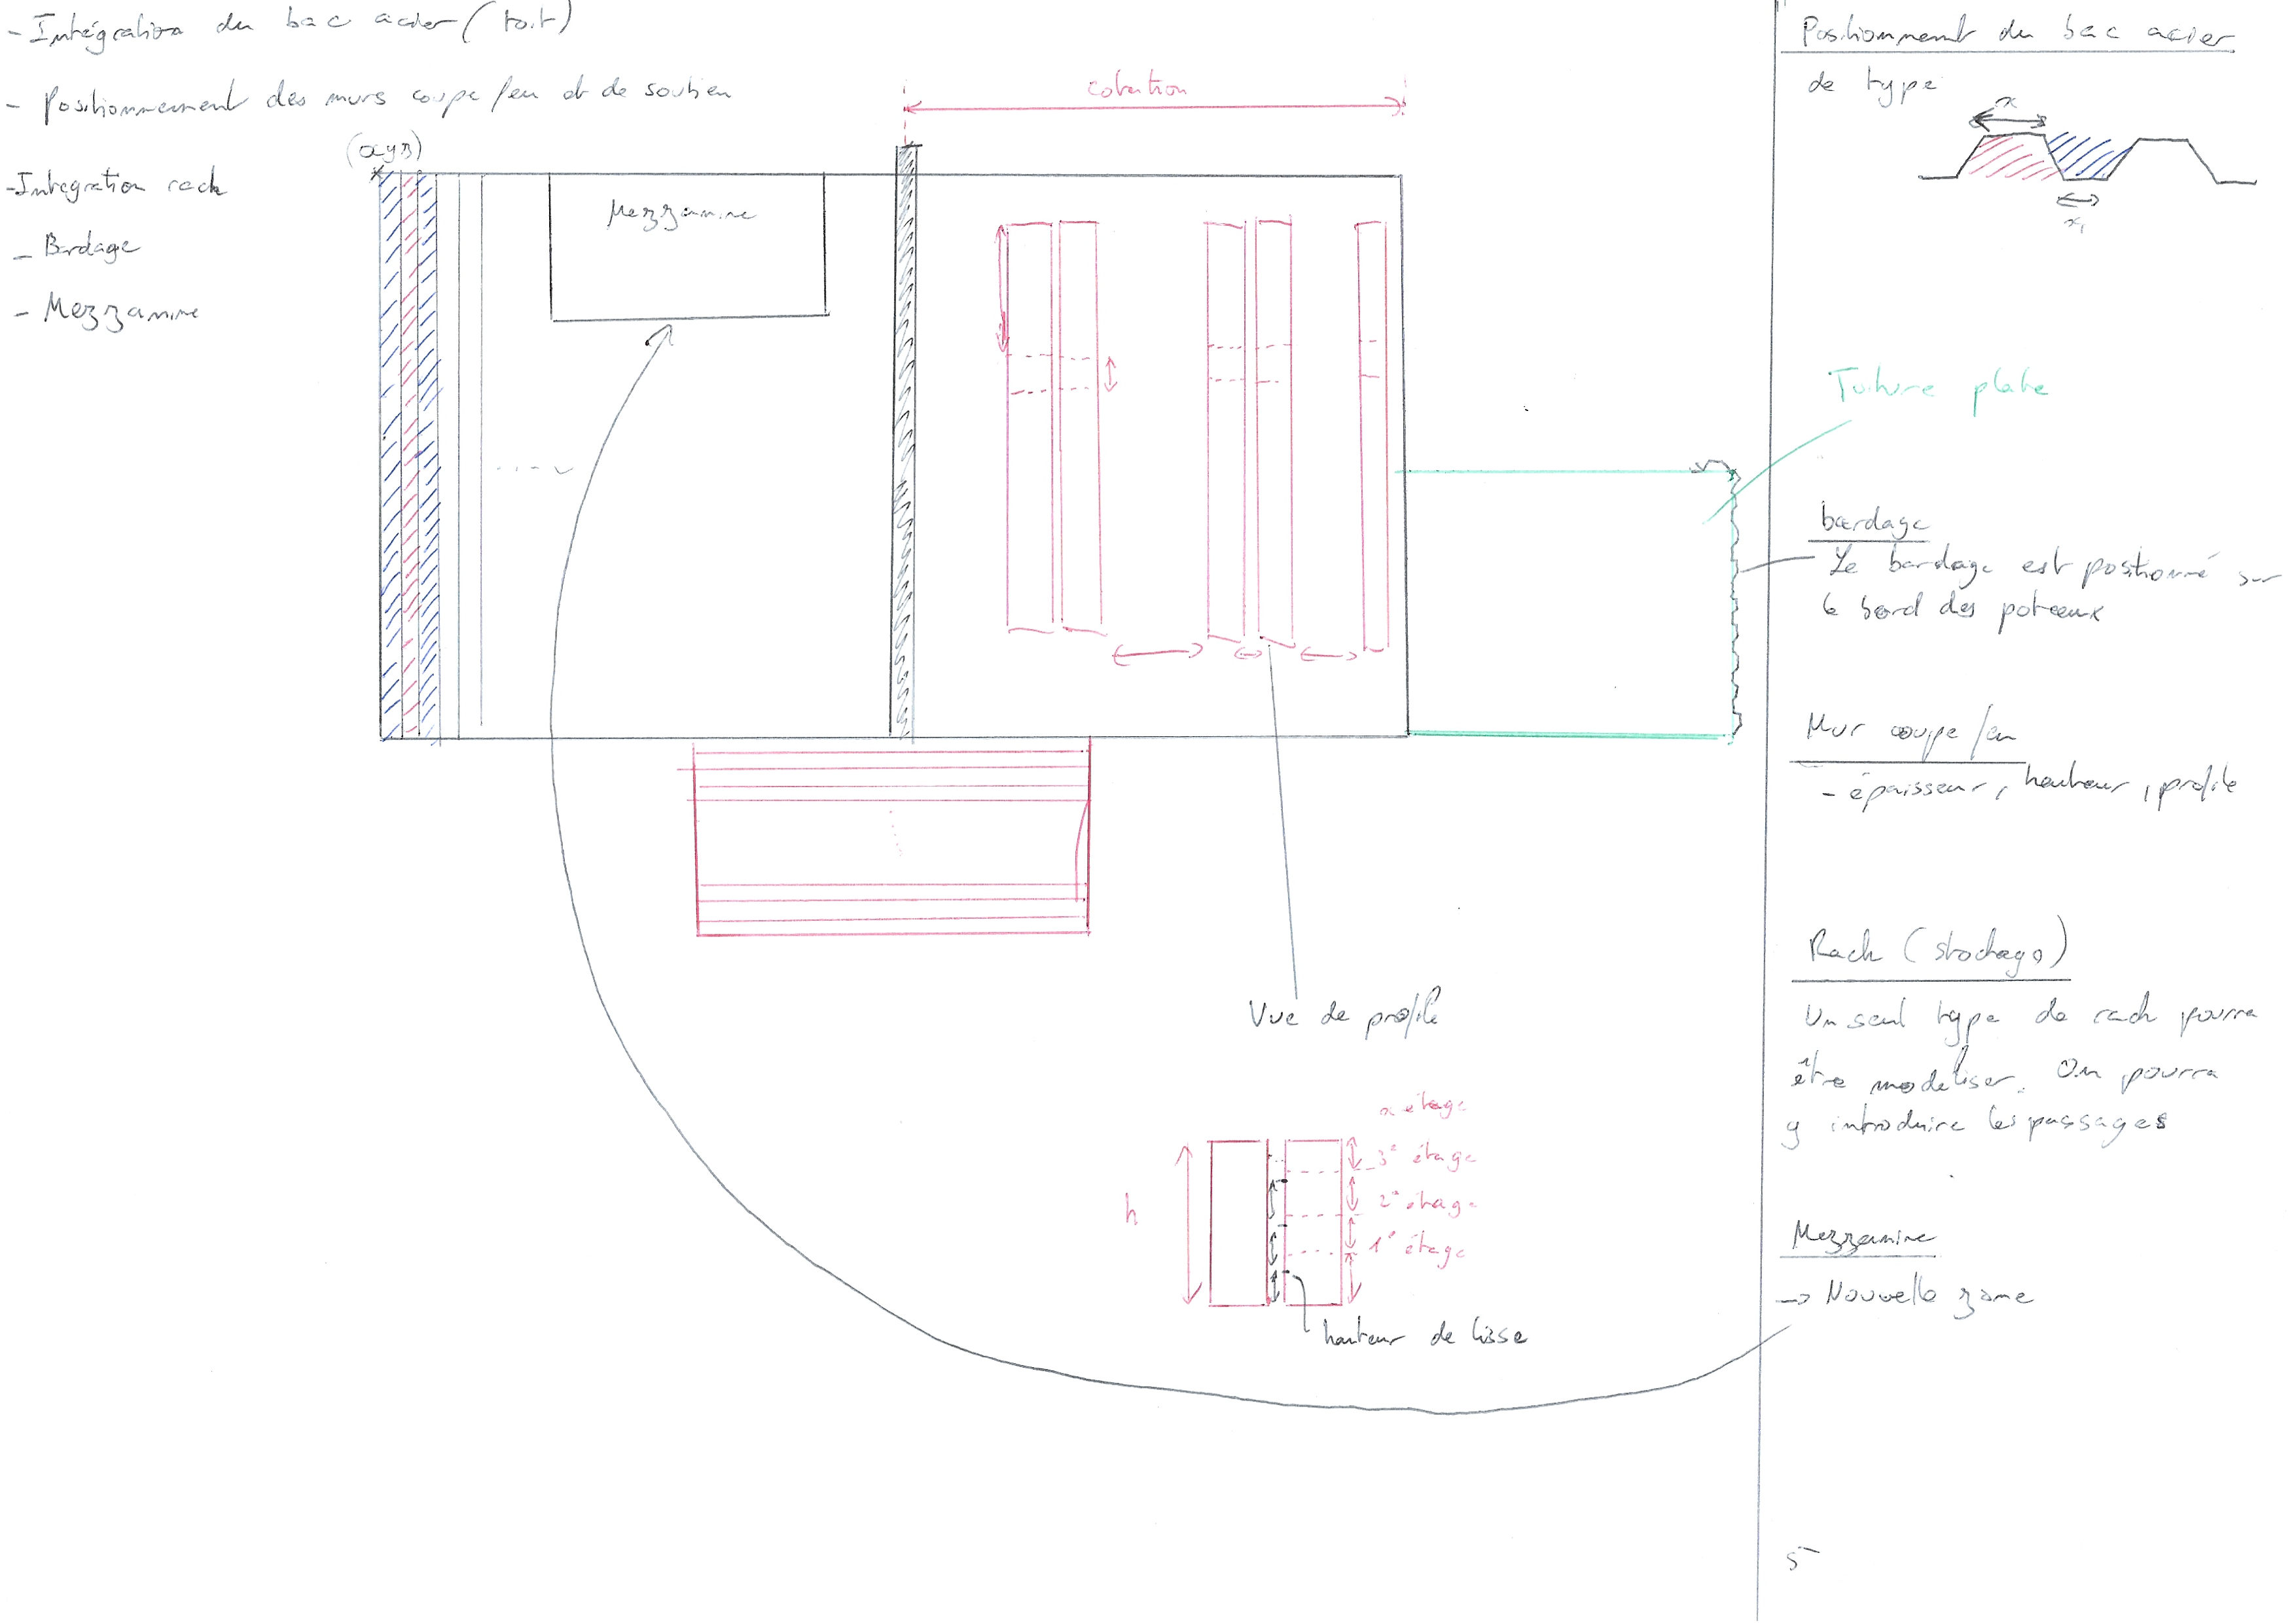 - Intégration du bac acier (toit)
- Positionnement des murs coupe feu et de soutien
- Intégration rack
- Bardage
- Mezzanine
(xyz)
cotation
Mezzanine
Vue de profile
h
n étage
3e étage
2e étage
1e étage
hauteur de lisse
Positionnement du bac acier
de type
x
x1
Toiture plate
bardage
Le bardage est positionné sur
le bord des poteaux
Mur coupe feu
- épaisseur, hauteur, profile
Rack (stockage)
Un seul type de rack pourra
être modéliser. On pourra
y introduire les passages
Mezzanine
→ Nouvelle zone
5